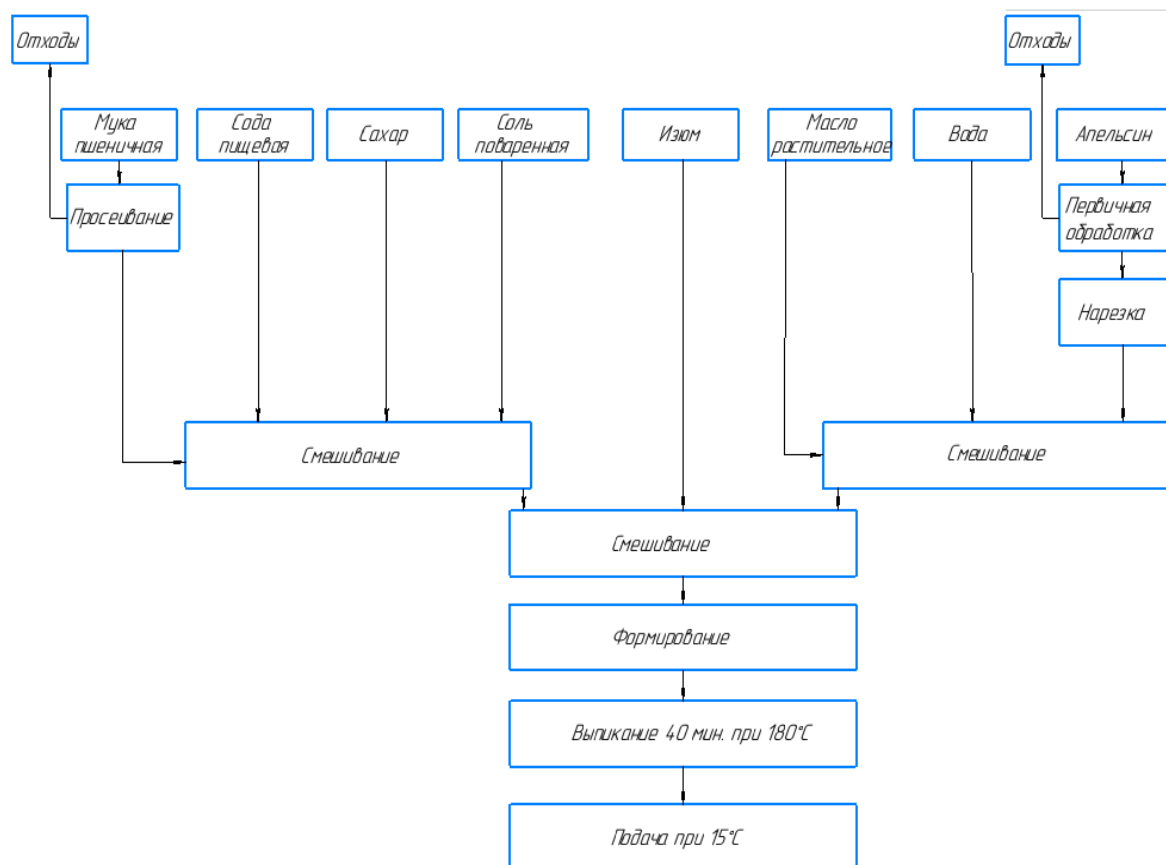 Отходы
Отходы
Мука
пшеничная
Сода
пищевая
Сахар
Соль
поваренная
Изюм
Масло
растительное
Вода
Апельсин
Просеивание
Первичная
обработка
Нарезка
Смешивание
Смешивание
Смешивание
Формирование
Выпикание 40 мин. при 180°С
Подача при 15°С